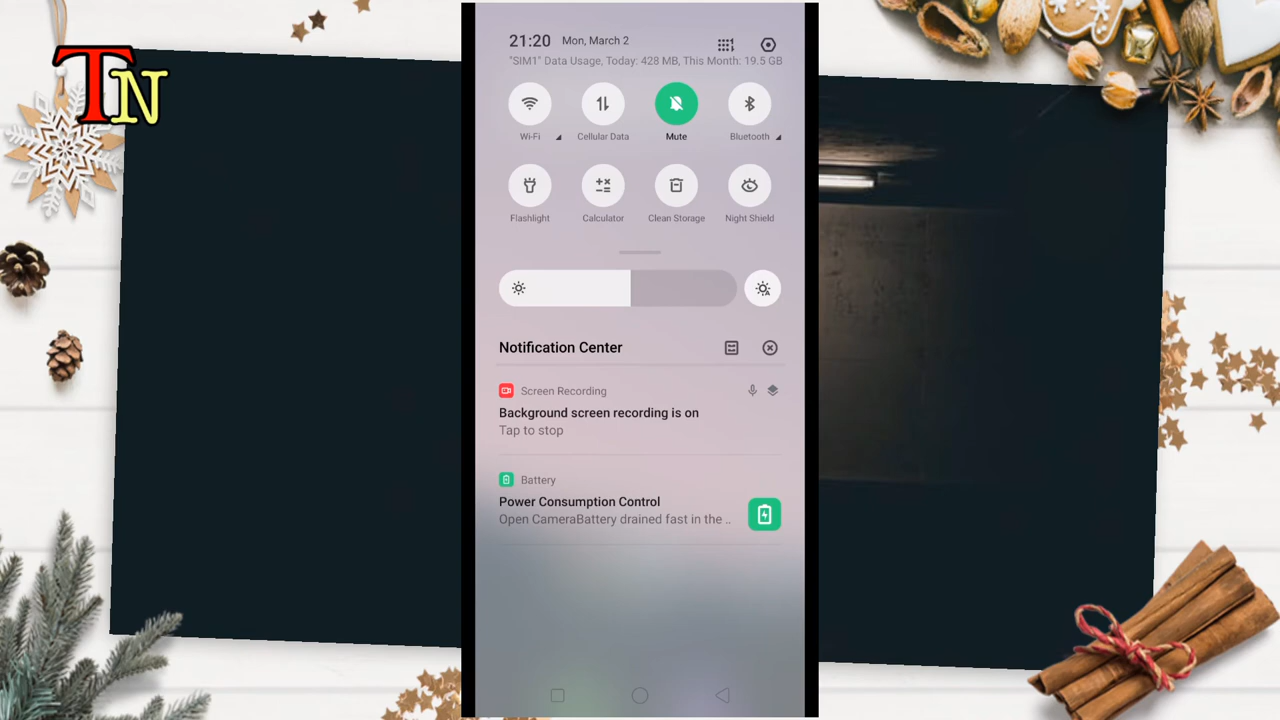 TN
21:20 Mon, March 2
"SIM1" Data Usage, Today: 428 MB, This Month: 19.5 GB
Wi-Fi Cellular Data Mute Bluetooth
Flashlight Calculator Clean Storage Night Shield
Notification Center
Screen Recording
Background screen recording is on
Tap to stop
Battery
Power Consumption Control
Open CameraBattery drained fast in the ..